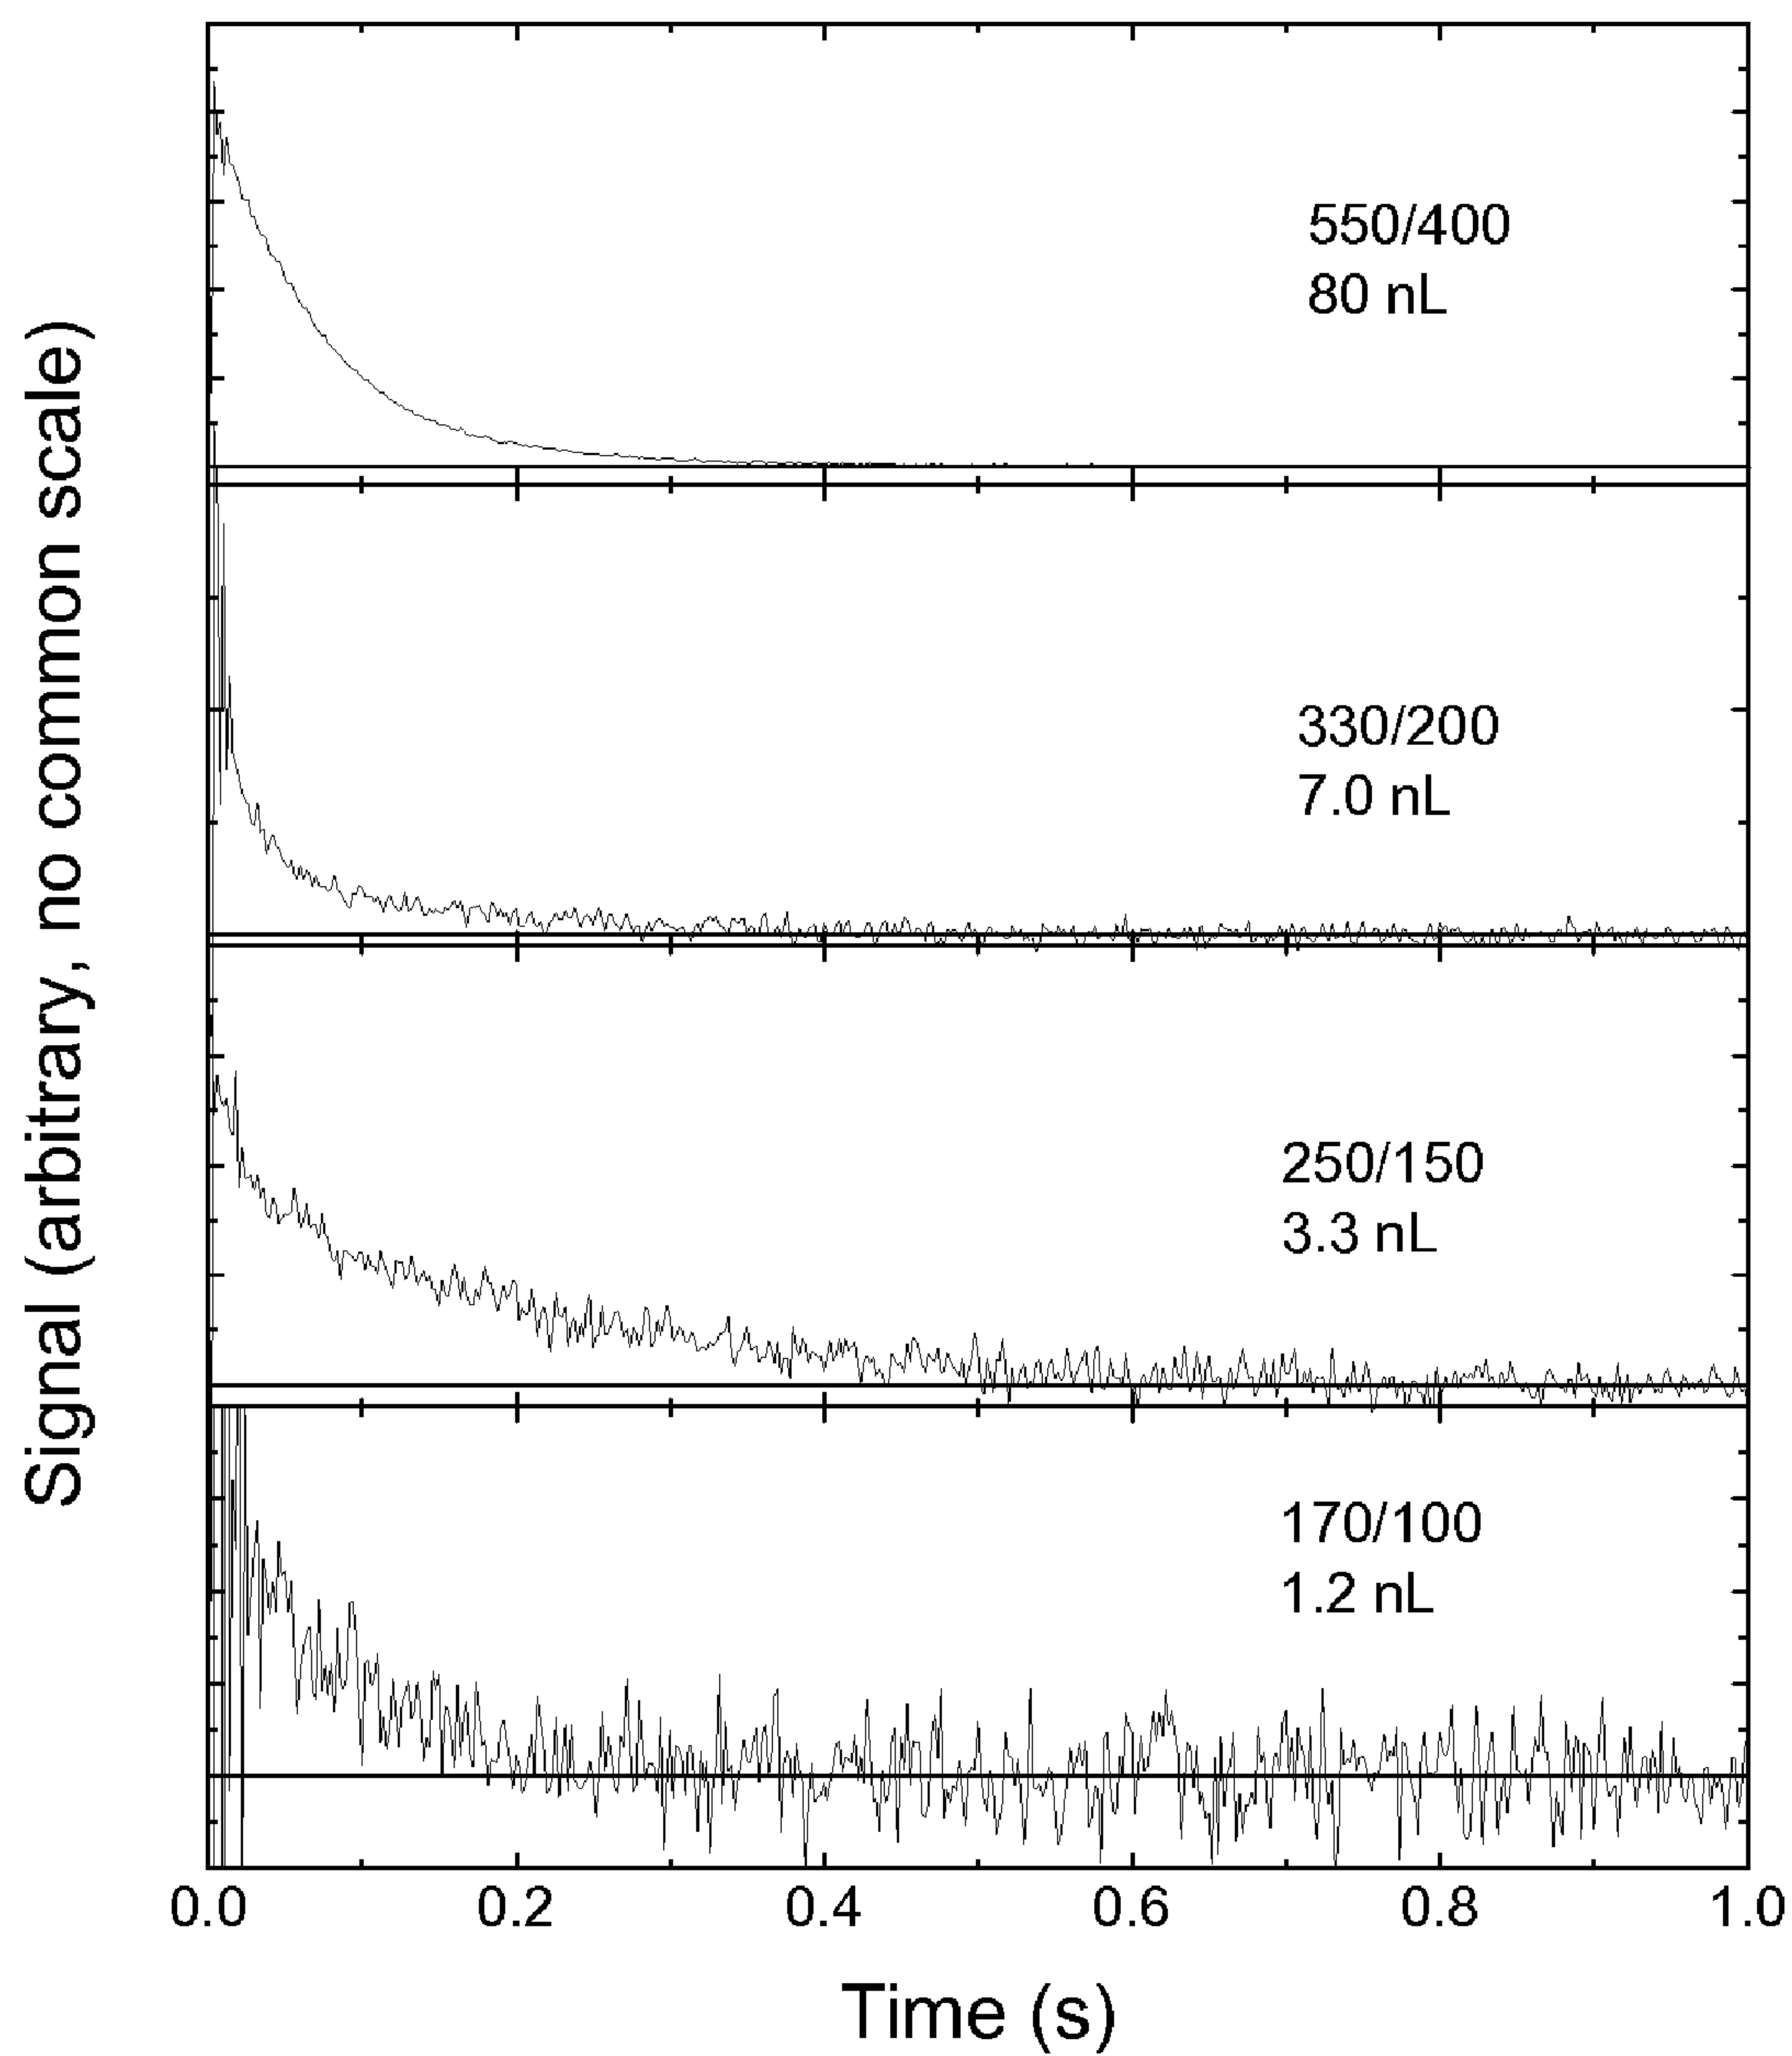 Signal (arbitrary, no common scale)
550/400
80 nL
330/200
7.0 nL
250/150
3.3 nL
170/100
1.2 nL
0.0 0.2 0.4 0.6 0.8 1.0
Time (s)